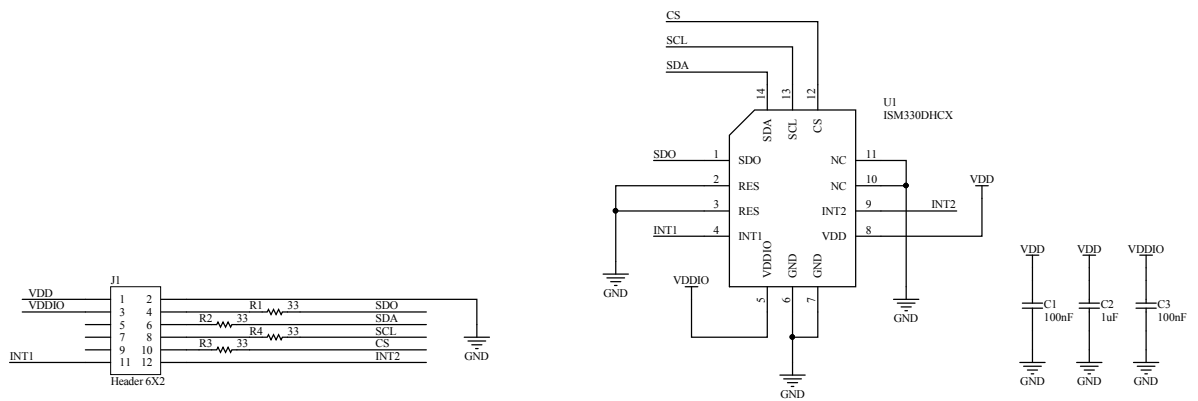 CS
SCL
SDA
14
13
12
U1
ISM330DHCX
SDA
SCL
CS
SDO 1 SDO NC 11
2 RES NC 10 VDD
3 RES INT2 9 INT2
INT1 4 INT1 VDD 8
VDDIO
GND
GND
VDDIO
GND
5
6
7
GND
GND
VDD
VDD
VDDIO
C1
100nF
C2
1uF
C3
100nF
GND
GND
GND
J1
VDD 1 2
VDDIO 3 4 R1 33 SDO
5 6 R2 33 SDA
7 8 R4 33 SCL
9 10 R3 33 CS
INT1 11 12 INT2
GND
Header 6X2